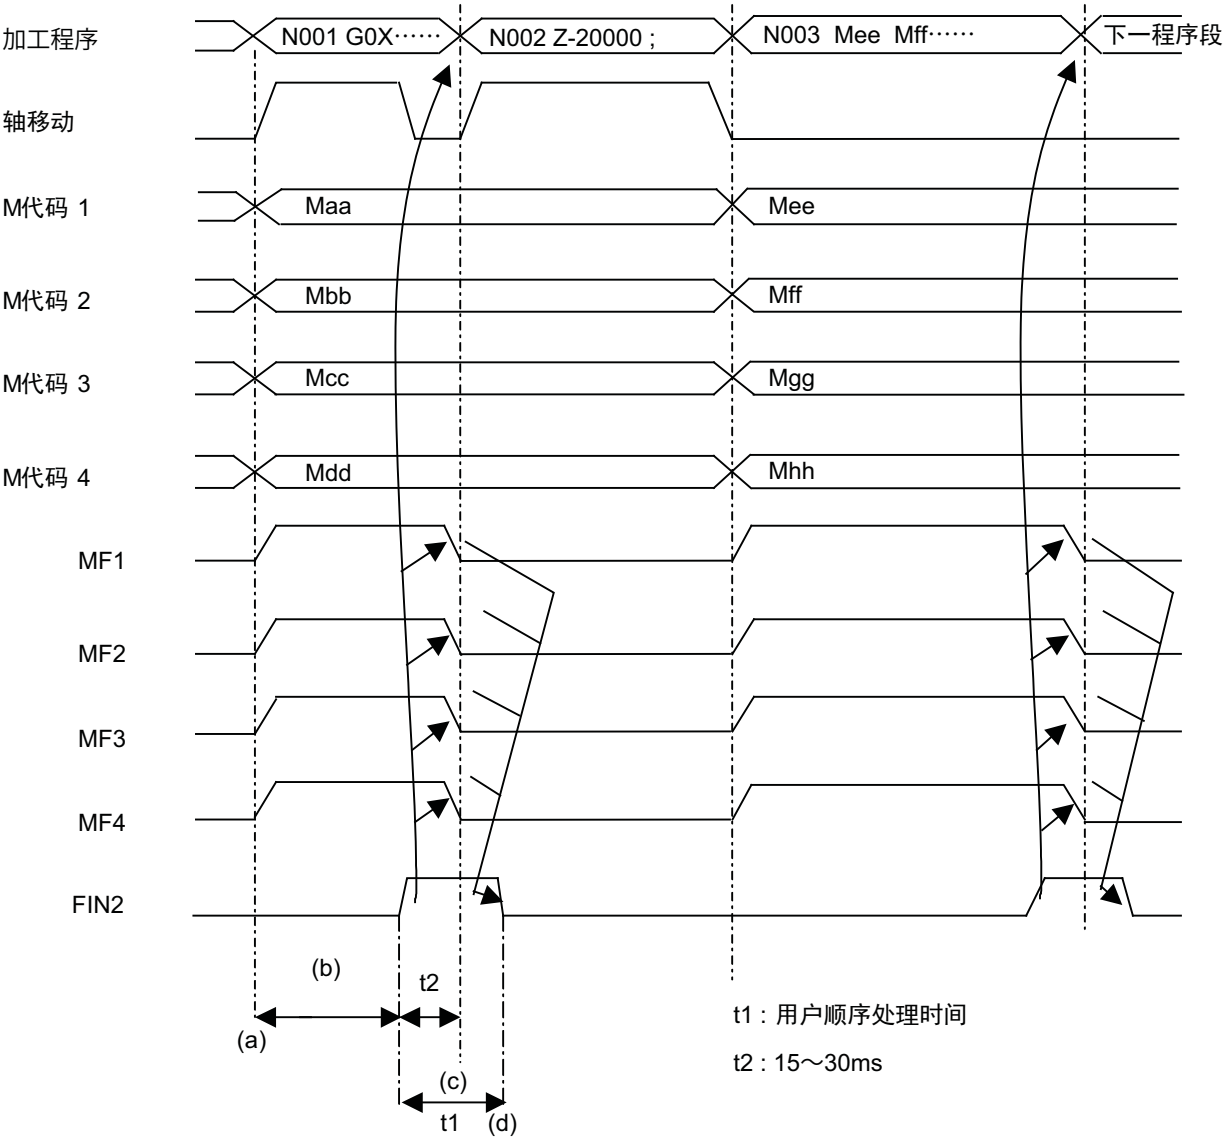 加工程序 N001 G0X…… N002 Z-20000 ; N003 Mee Mff…… 下一程序段
轴移动
M代码 1 Maa Mee
M代码 2 Mbb Mff
M代码 3 Mcc Mgg
M代码 4 Mdd Mhh
MF1
MF2
MF3
MF4
FIN2
(b)
t2
(a)
t1 : 用户顺序处理时间
t2 : 15～30ms
(c)
t1 (d)